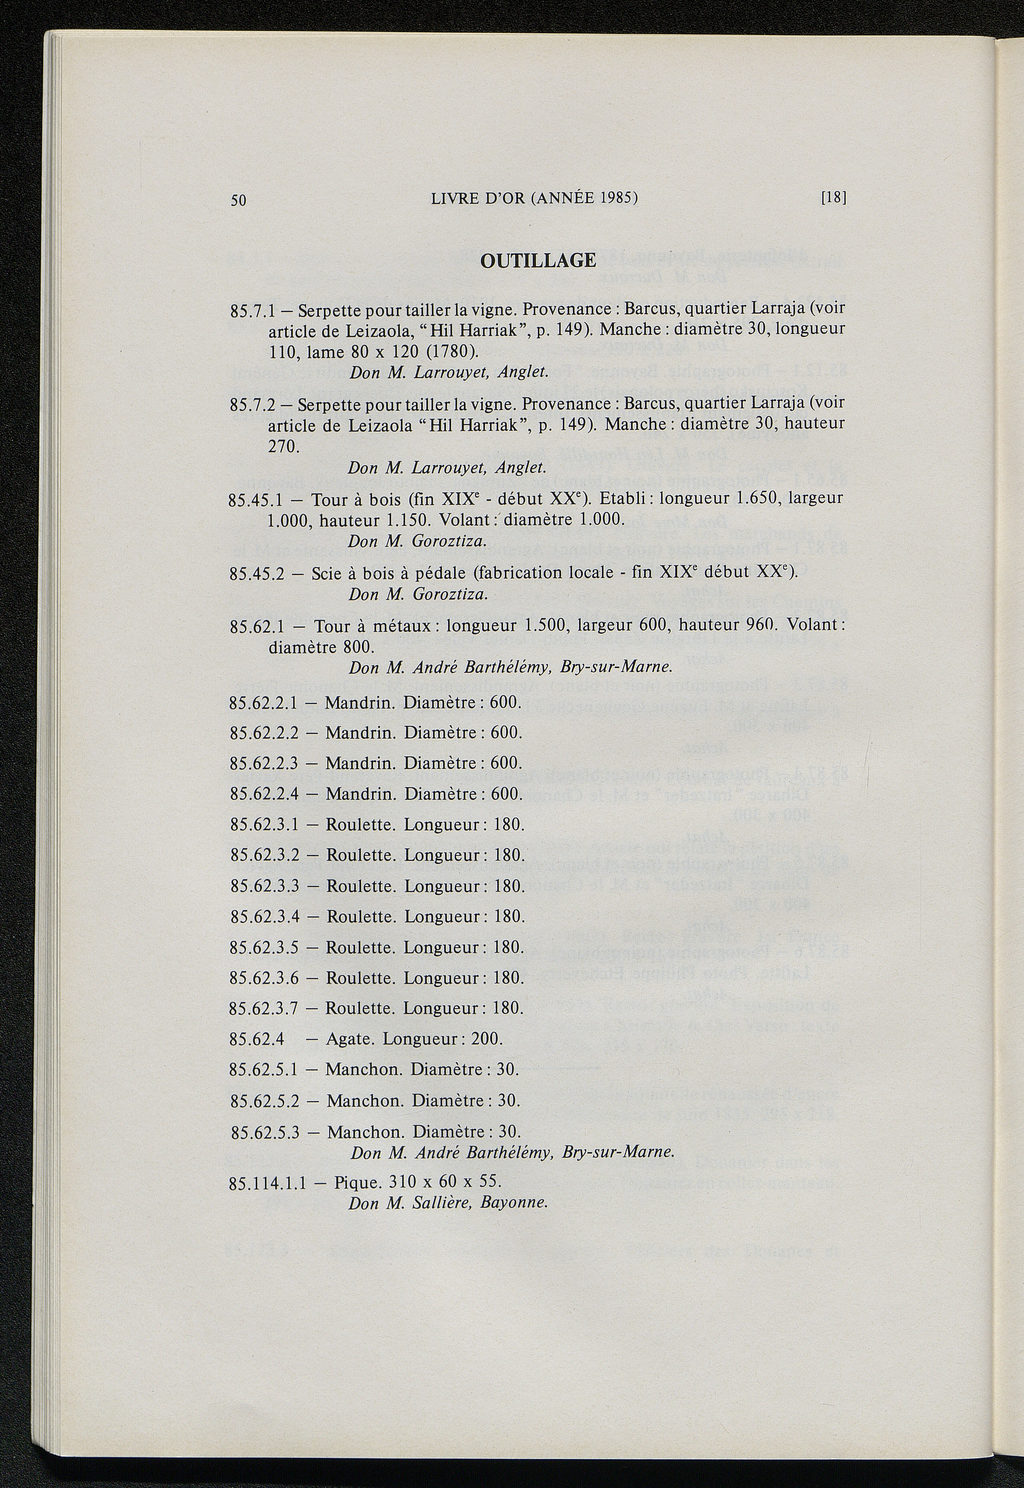 50 LIVRE D'OR (ANNÉE 1985) [18]
OUTILLAGE
85.7.1 — Serpette pour tailler la vigne. Provenance : Barcus, quartier Larraja (voir
article de Leizaola, “Hil Harriak”, p. 149). Manche : diamètre 30, longueur
110, lame 80 x 120 (1780).
Don M. Larrouyet, Anglet.
85.7.2 — Serpette pour tailler la vigne. Provenance : Barcus, quartier Larraja (voir
article de Leizaola “Hil Harriak”, p. 149). Manche : diamètre 30, hauteur
270.
Don M. Larrouyet, Anglet.
85.45.1 — Tour à bois (fin XIXe - début XXe). Etabli : longueur 1.650, largeur
1.000, hauteur 1.150. Volant : diamètre 1.000.
Don M. Goroztiza.
85.45.2 — Scie à bois à pédale (fabrication locale - fin XIXe début XXe).
Don M. Goroztiza.
85.62.1 — Tour à métaux : longueur 1.500, largeur 600, hauteur 960. Volant :
diamètre 800.
Don M. André Barthélémy, Bry-sur-Marne.
85.62.2.1 — Mandrin. Diamètre : 600.
85.62.2.2 — Mandrin. Diamètre : 600.
85.62.2.3 — Mandrin. Diamètre : 600.
85.62.2.4 — Mandrin. Diamètre : 600.
85.62.3.1 — Roulette. Longueur : 180.
85.62.3.2 — Roulette. Longueur : 180.
85.62.3.3 — Roulette. Longueur : 180.
85.62.3.4 — Roulette. Longueur : 180.
85.62.3.5 — Roulette. Longueur : 180.
85.62.3.6 — Roulette. Longueur : 180.
85.62.3.7 — Roulette. Longueur : 180.
85.62.4 — Agate. Longueur : 200.
85.62.5.1 — Manchon. Diamètre : 30.
85.62.5.2 — Manchon. Diamètre : 30.
85.62.5.3 — Manchon. Diamètre : 30.
Don M. André Barthélémy, Bry-sur-Marne.
85.114.1.1 — Pique. 310 x 60 x 55.
Don M. Sallière, Bayonne.